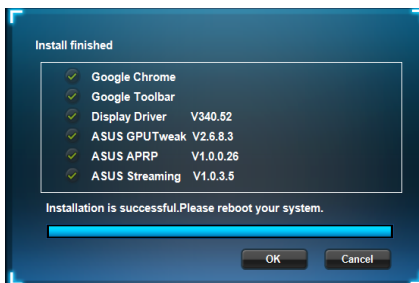 Install finished
Google Chrome
Google Toolbar
Display Driver V340.52
ASUS GPUTweak V2.6.8.3
ASUS APRP V1.0.0.26
ASUS Streaming V1.0.3.5
Installation is successful.Please reboot your system.
OK Cancel